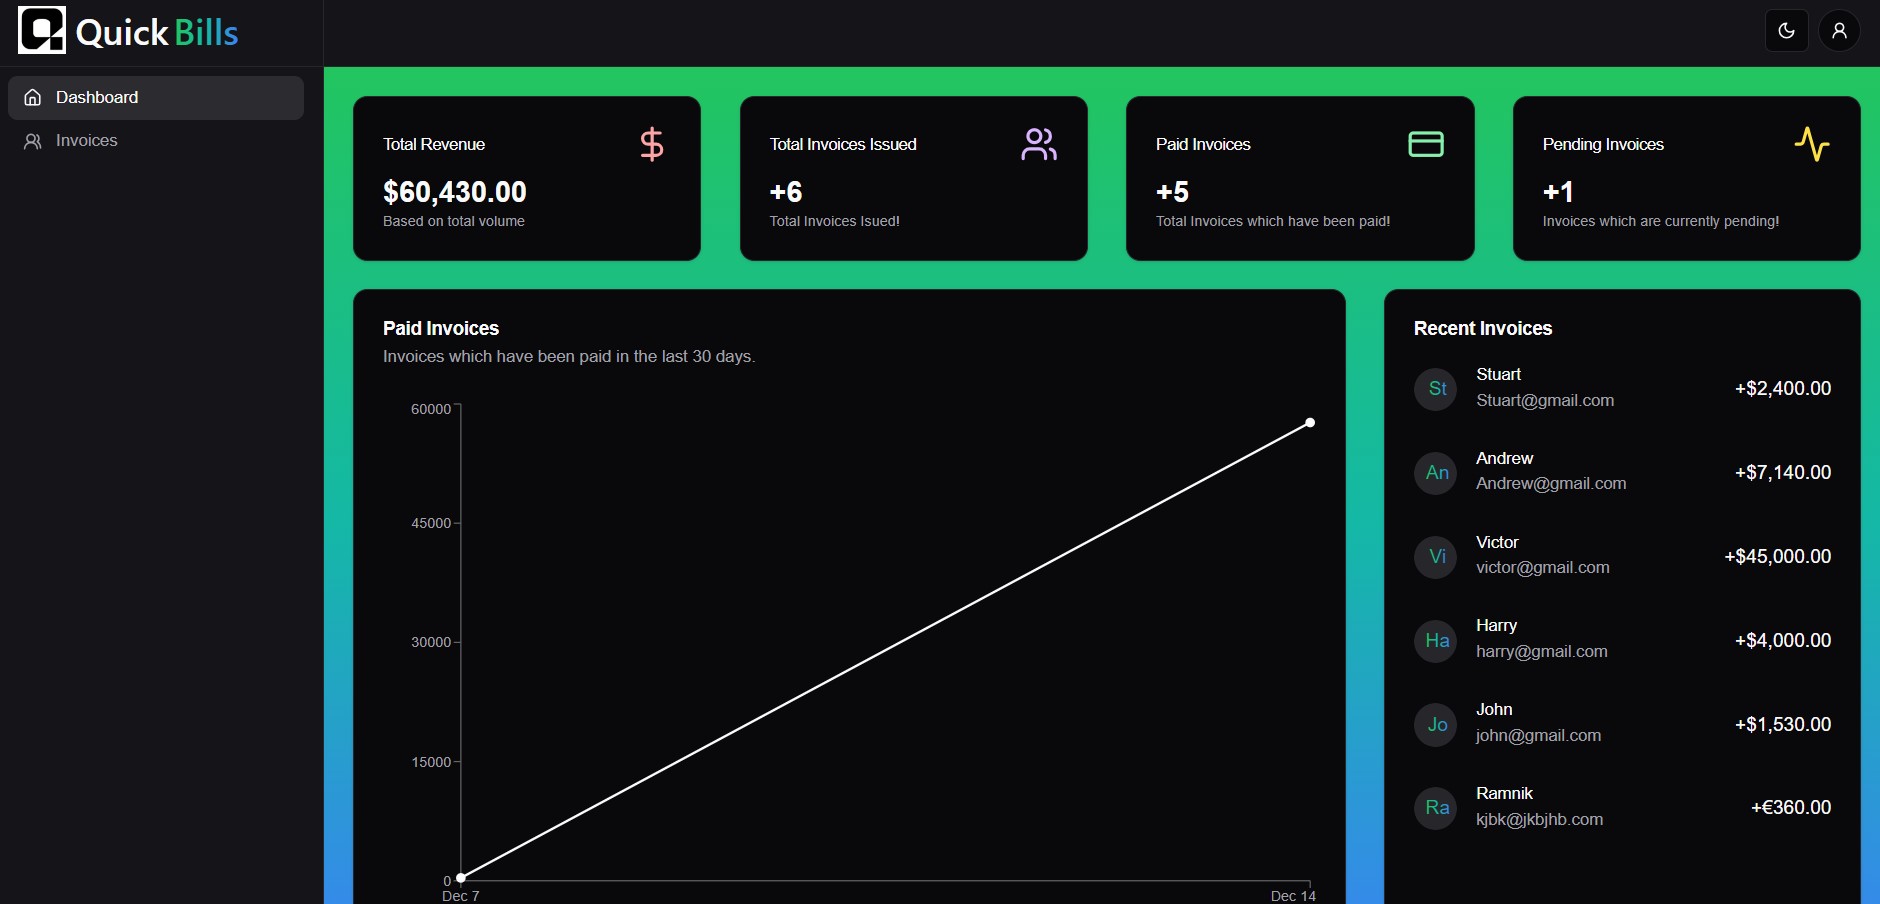 Quick Bills
Dashboard
Invoices
Total Revenue
$60,430.00
Based on total volume
Total Invoices Issued
+6
Total Invoices Isued!
Paid Invoices
+5
Total Invoices which have been paid!
Pending Invoices
+1
Invoices which are currently pending!
Paid Invoices
Invoices which have been paid in the last 30 days.
60000
45000
30000
15000
0
Dec 7
Dec 14
Recent Invoices
St
Stuart
Stuart@gmail.com
+$2,400.00
An
Andrew
Andrew@gmail.com
+$7,140.00
Vi
Victor
victor@gmail.com
+$45,000.00
Ha
Harry
harry@gmail.com
+$4,000.00
Jo
John
john@gmail.com
+$1,530.00
Ra
Ramnik
kjbk@jkbjhb.com
+€360.00